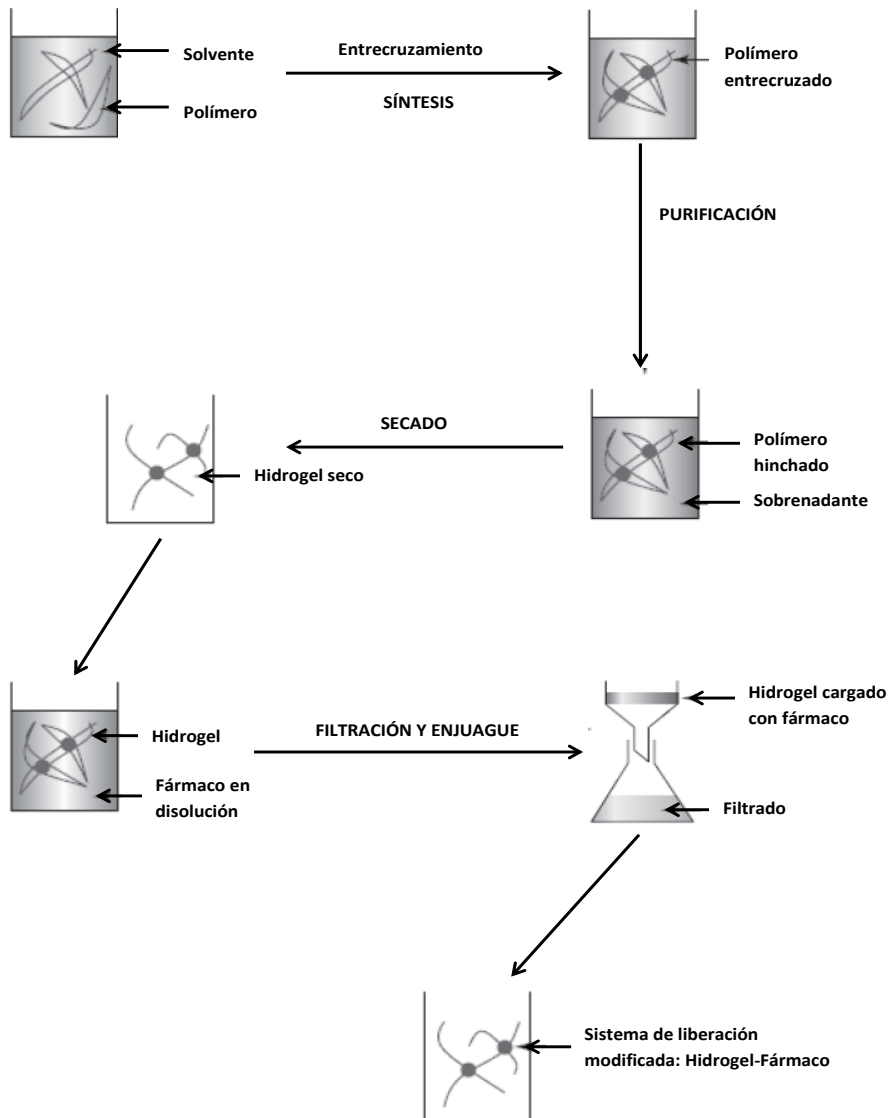 Solvente
Polímero
Entrecruzamiento
SÍNTESIS
Polímero
entrecruzado
PURIFICACIÓN
SECADO
Hidrogel seco
Polímero
hinchado
Sobrenadante
Hidrogel
Fármaco en
disolución
FILTRACIÓN Y ENJUAGUE
Hidrogel cargado
con fármaco
Filtrado
Sistema de liberación
modificada: Hidrogel-Fármaco